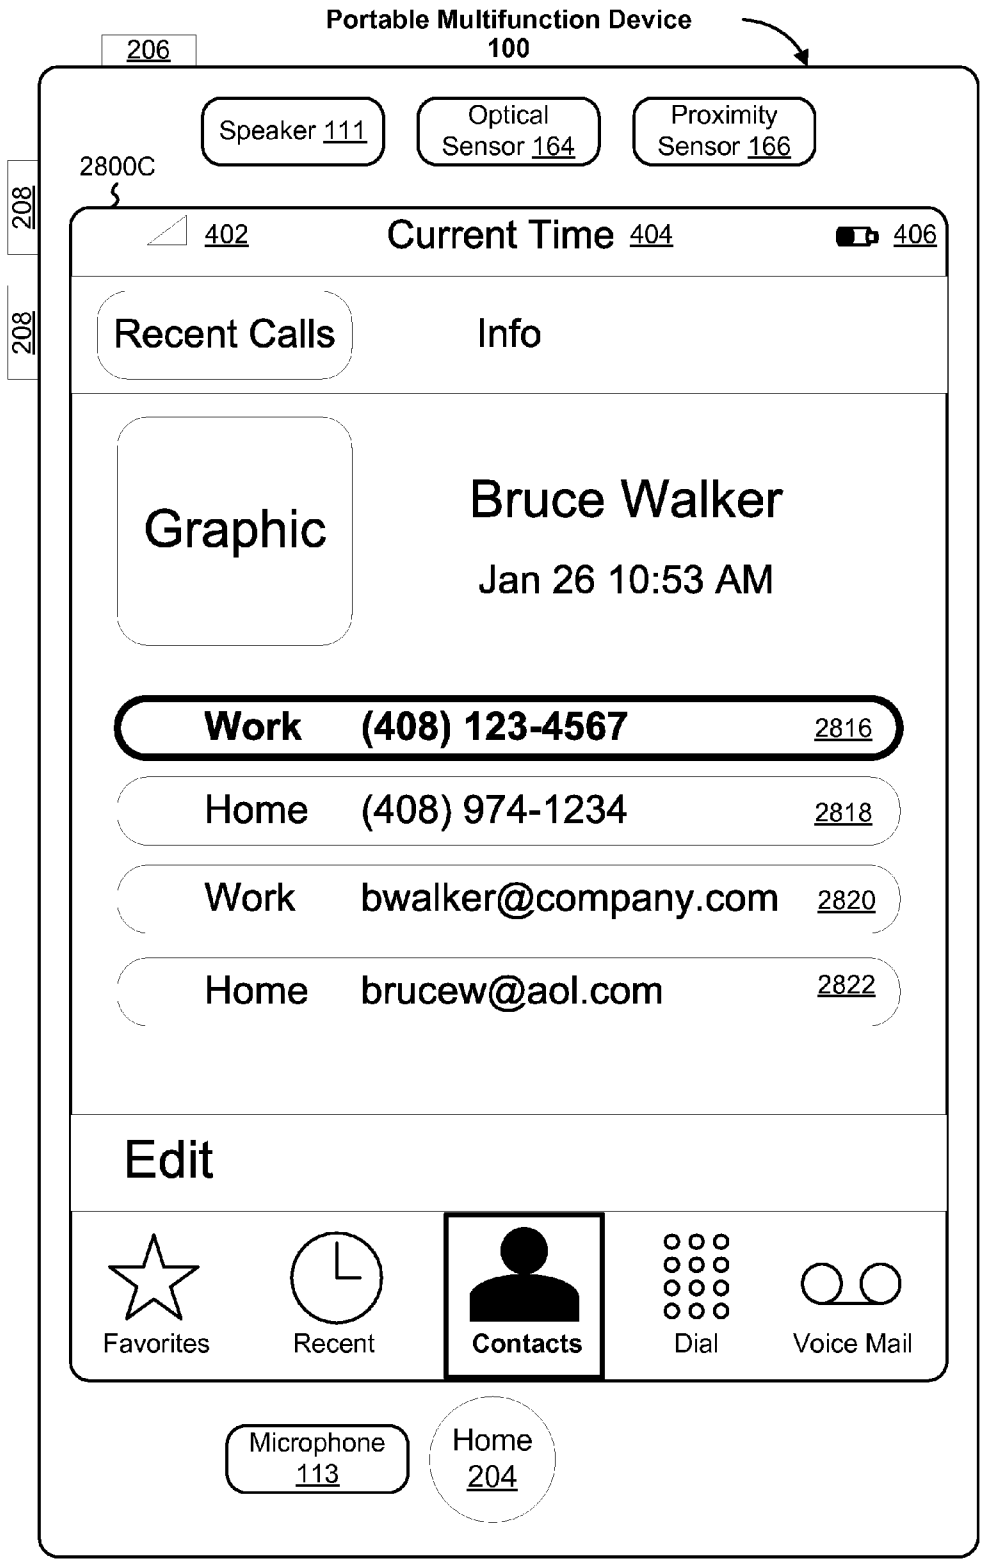 Portable Multifunction Device
100
206
Speaker 111
Optical
Sensor 164
Proximity
Sensor 166
2800C
208
402
Current Time 404
406
208
Recent Calls
Info
Graphic
Bruce Walker
Jan 26 10:53 AM
Work (408) 123-4567 2816
Home (408) 974-1234 2818
Work bwalker@company.com 2820
Home brucew@aol.com 2822
Edit
Favorites
Recent
Contacts
Dial
Voice Mail
Microphone
113
Home
204